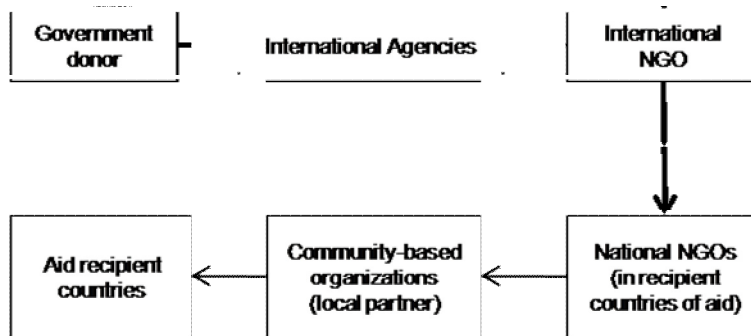 Government
donor
International Agencies
International
NGO
Aid recipient
countries
Community-based
organizations
(local partner)
National NGOs
(in recipient
countries of aid)